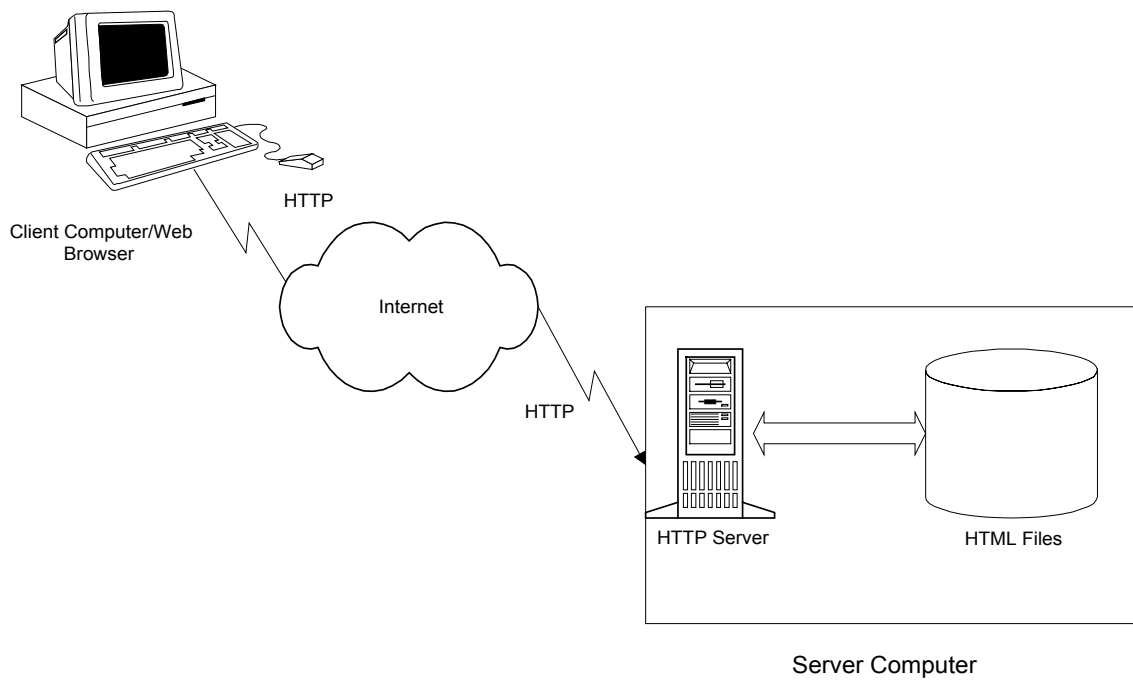 HTTP
Client Computer/Web
Browser
Internet
HTTP
HTTP Server
HTML Files
Server Computer